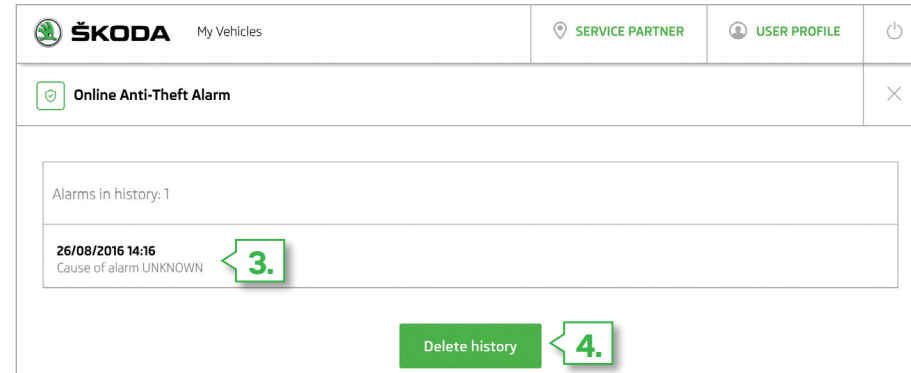 ŠKODA My Vehicles SERVICE PARTNER USER PROFILE
Online Anti-Theft Alarm
Alarms in history: 1
26/08/2016 14:16
Cause of alarm UNKNOWN
3.
Delete history
4.